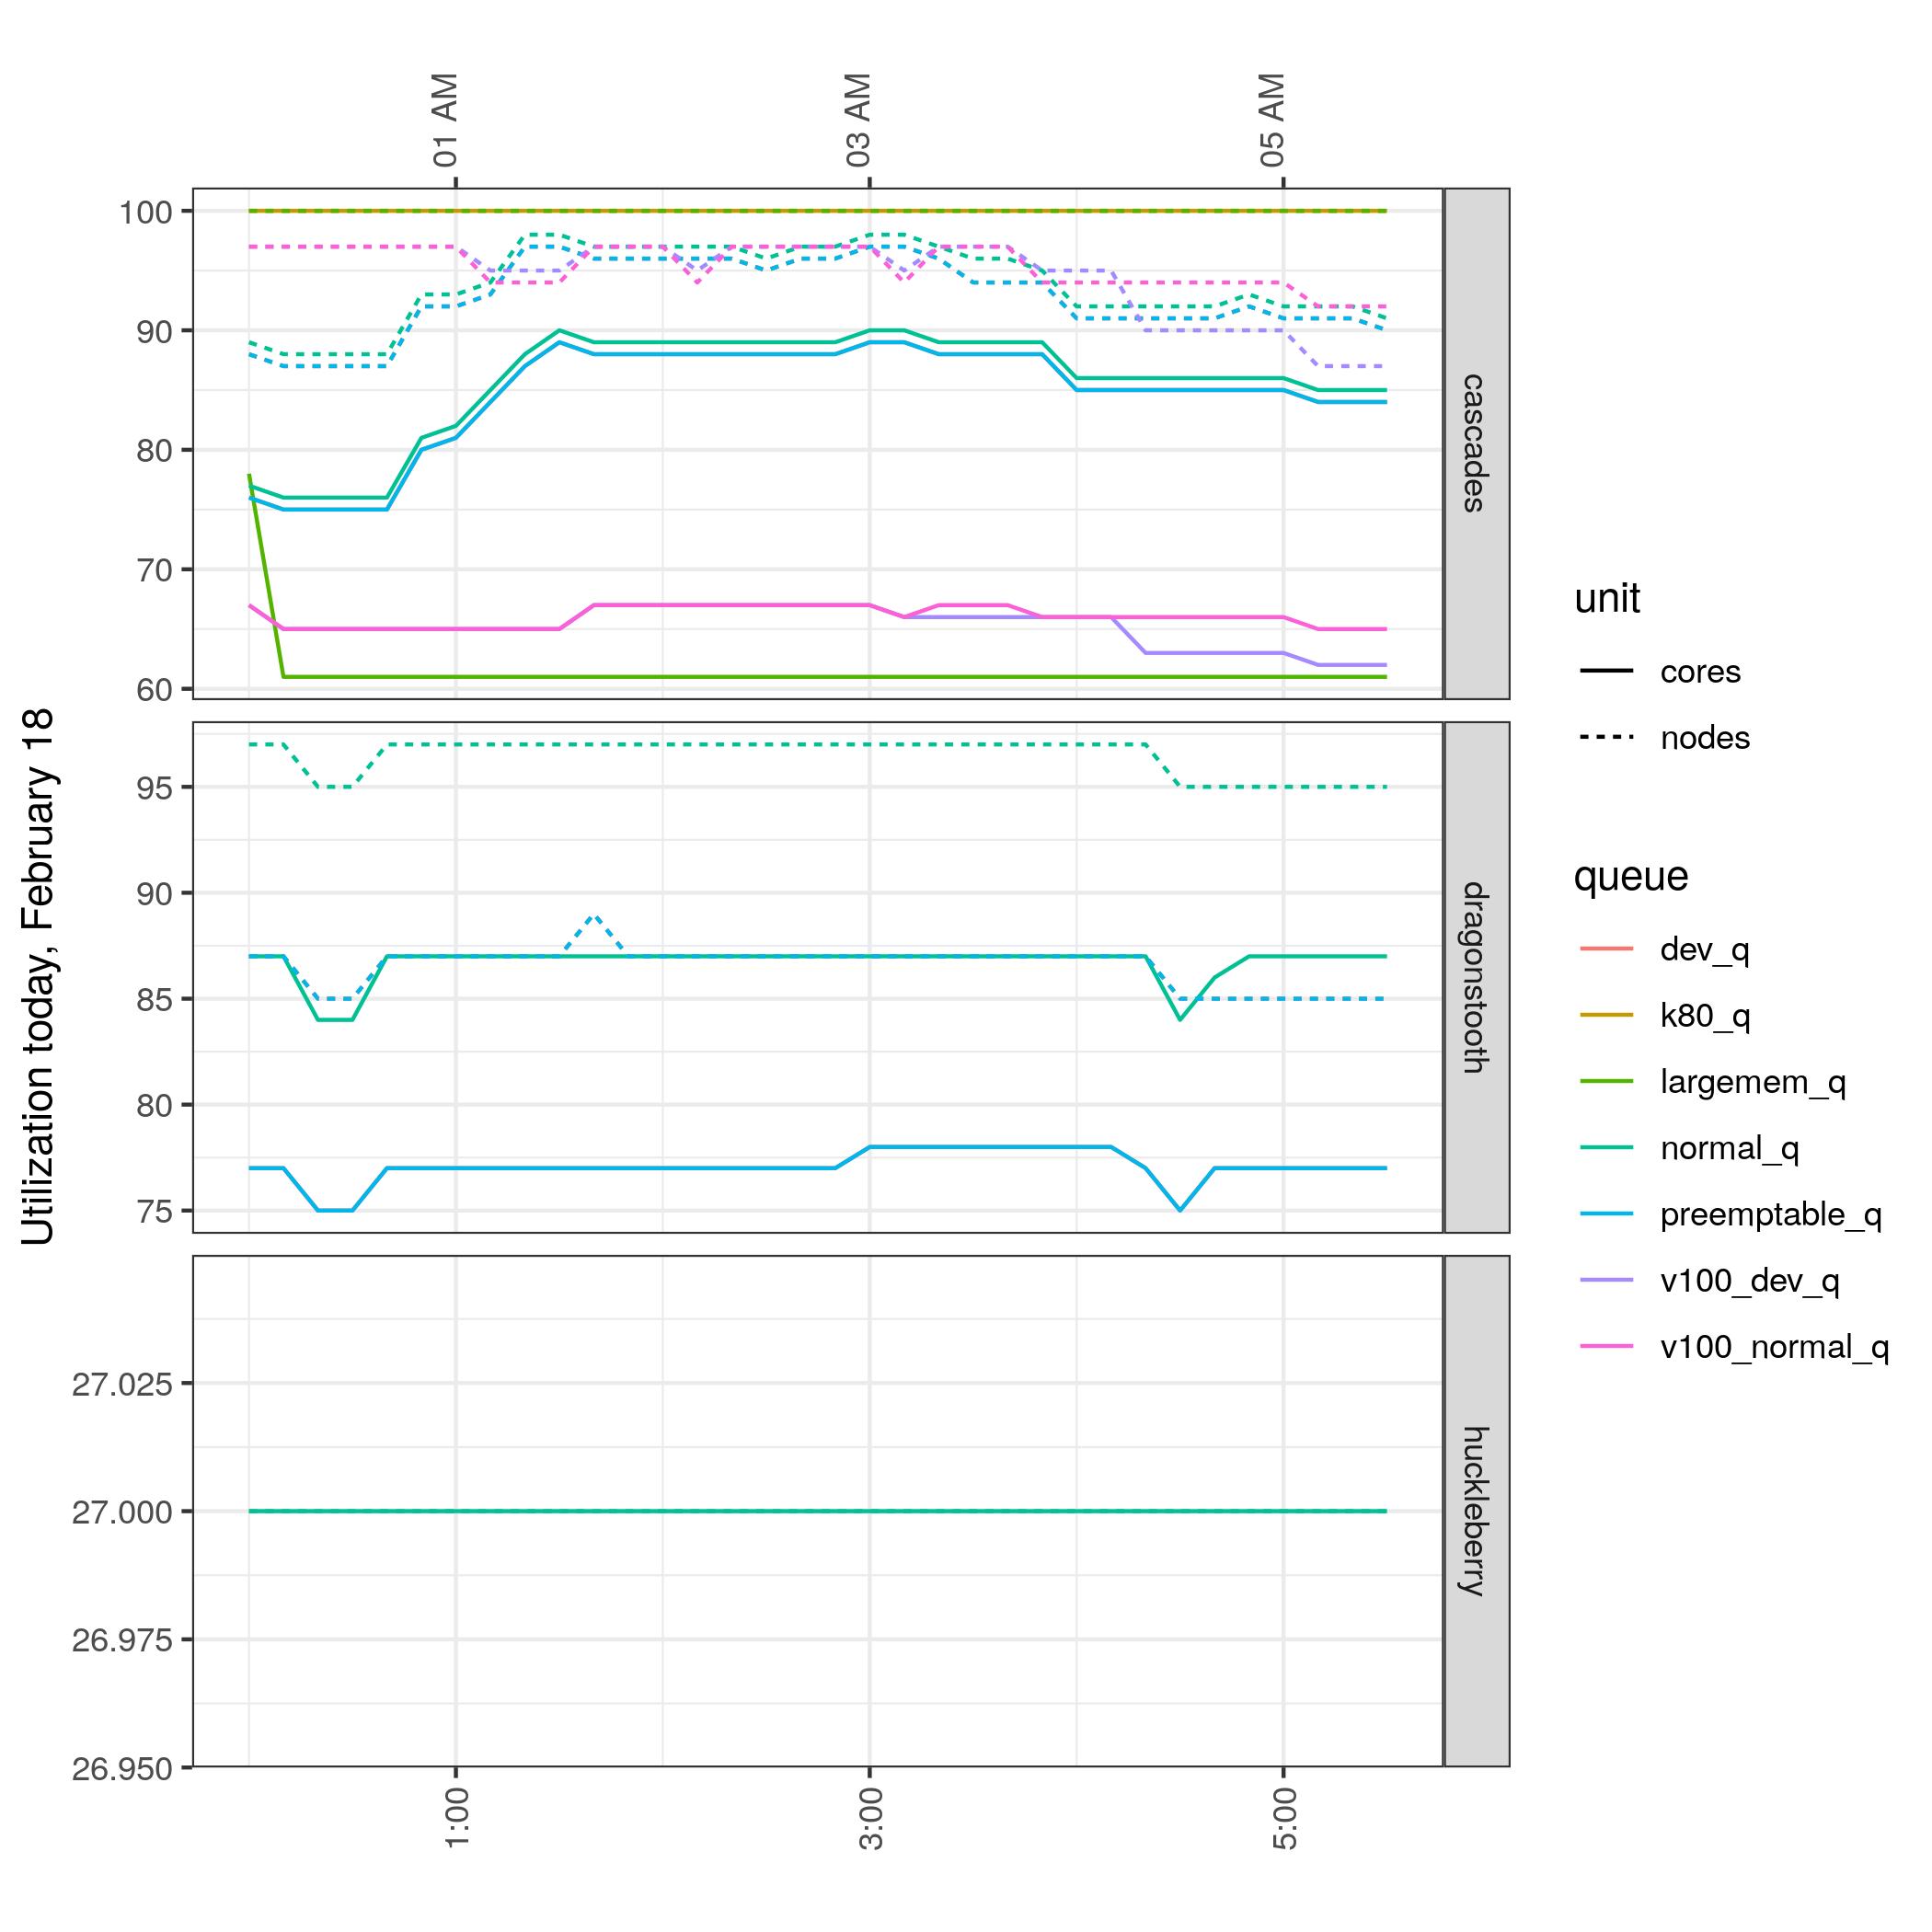 01 AM
03 AM
05 AM
Utilization today, February 18
100
90
80
70
60
cascades
95
90
85
80
75
dragonstooth
27.025
27.000
26.975
26.950
huckleberry
1:00
3:00
5:00
unit
cores
nodes
queue
dev_q
k80_q
largemem_q
normal_q
preemptable_q
v100_dev_q
v100_normal_q